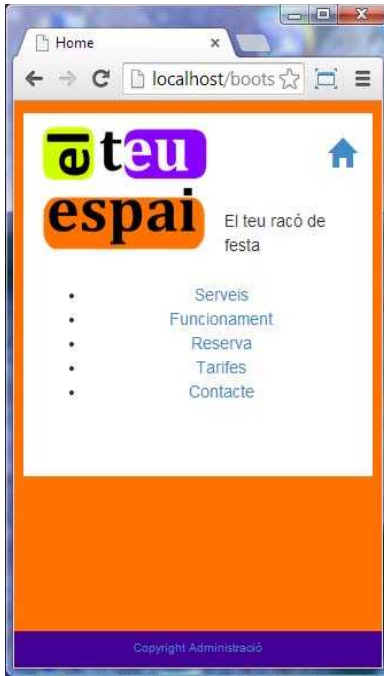 Home
localhost/boots
el teu
espai
El teu racó de
festa
Serveis
Funcionament
Reserva
Tarifes
Contacte
Copyright Administració